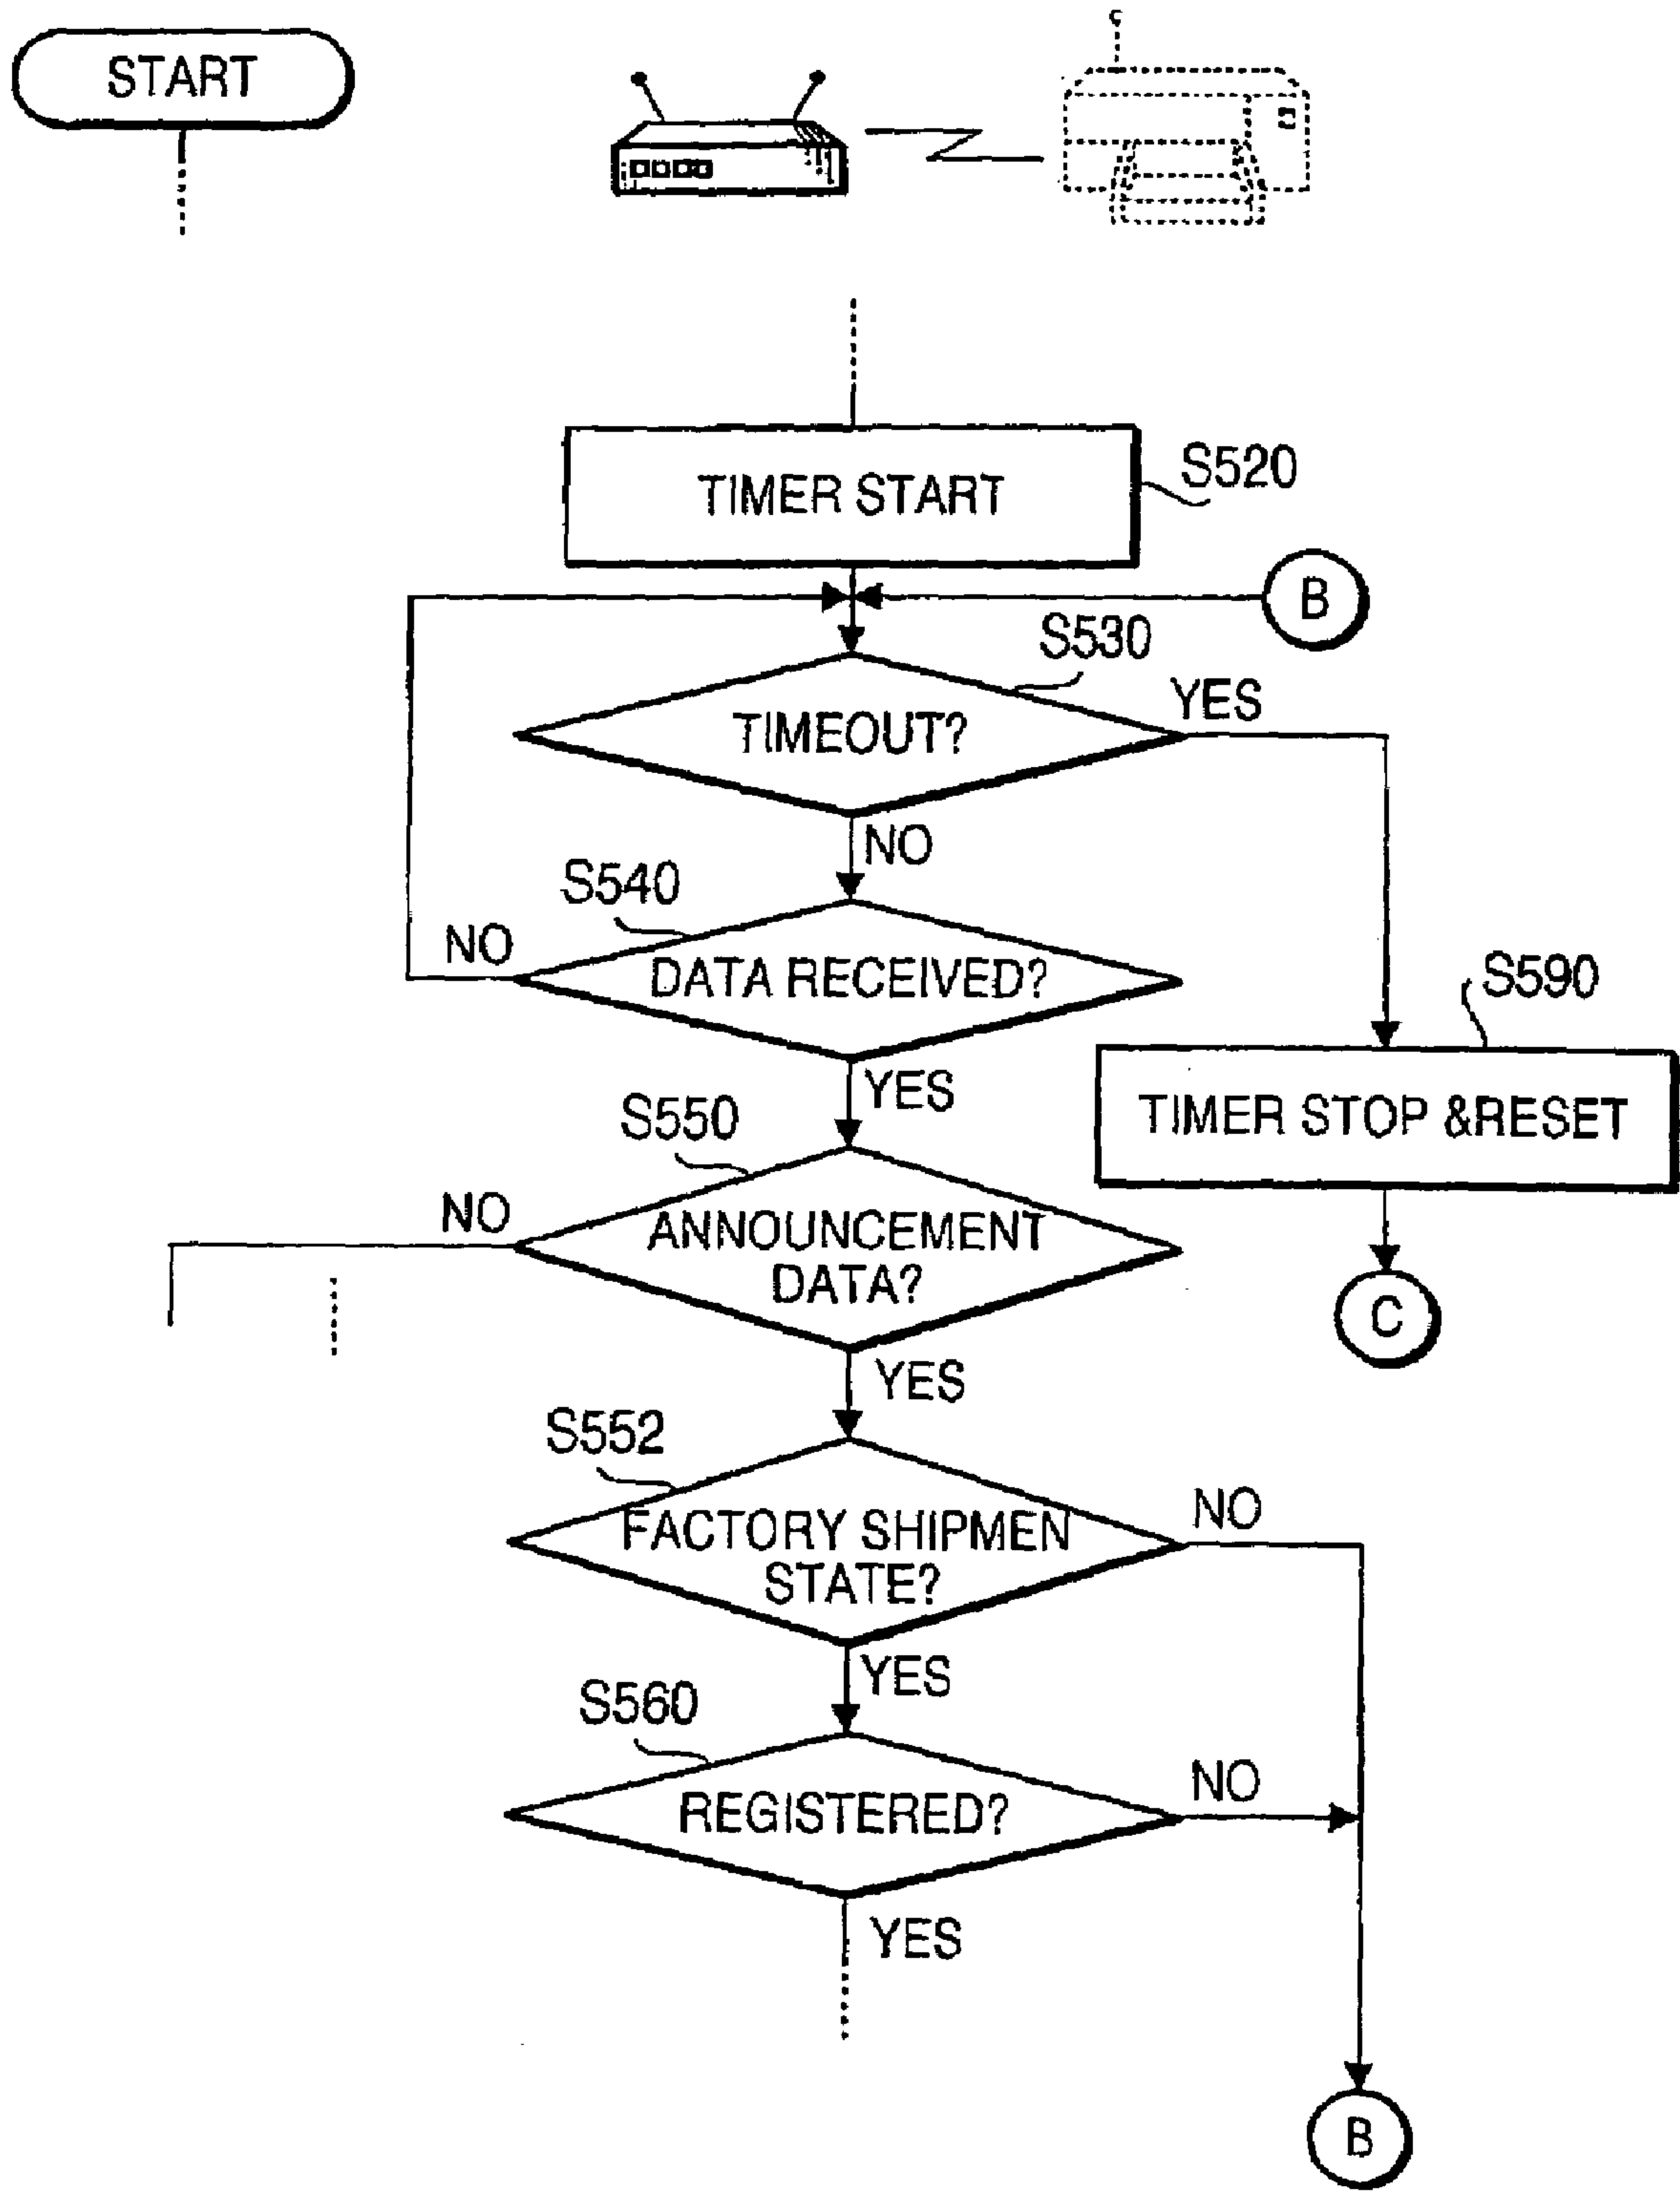 START
TIMER START
S520
B
S530
TIMEOUT?
YES
NO
S540
DATA RECEIVED?
NO
YES
S590
TIMER STOP &RESET
C
S550
ANNOUNCEMENT
DATA?
NO
YES
S552
FACTORY SHIPMEN
STATE?
NO
YES
S560
REGISTERED?
NO
YES
B